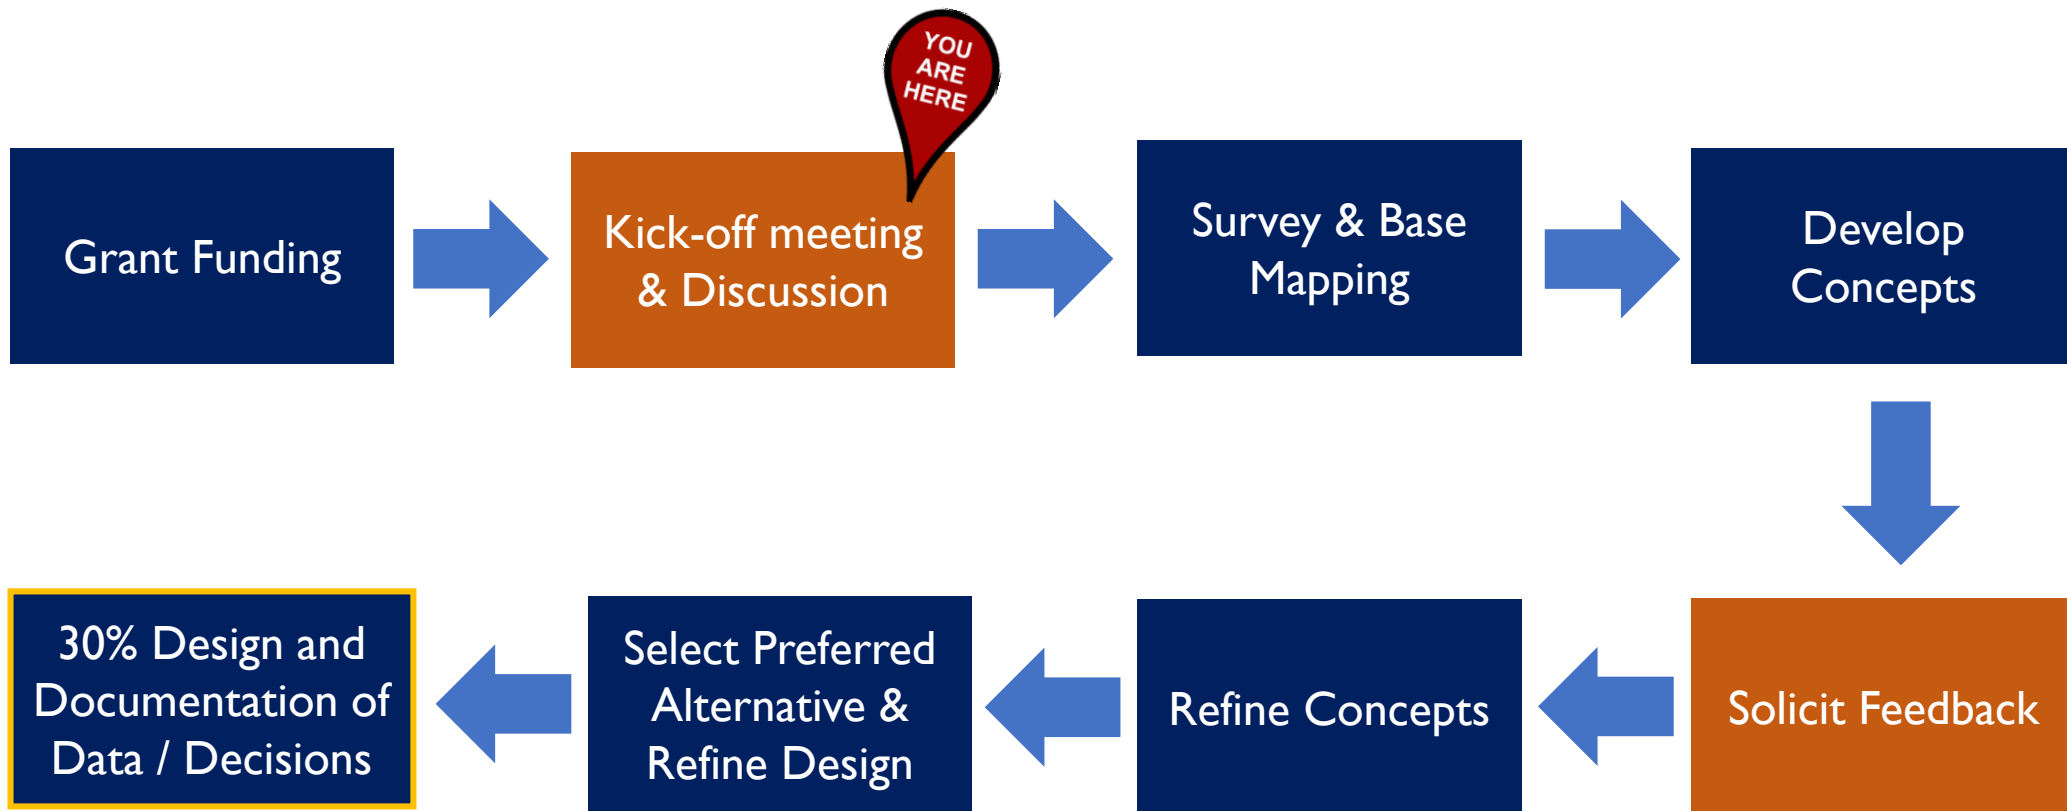 YOU
ARE
HERE
Grant Funding
Kick-off meeting
& Discussion
Survey & Base
Mapping
Develop
Concepts
Solicit Feedback
Refine Concepts
Select Preferred
Alternative &
Refine Design
30% Design and
Documentation of
Data / Decisions